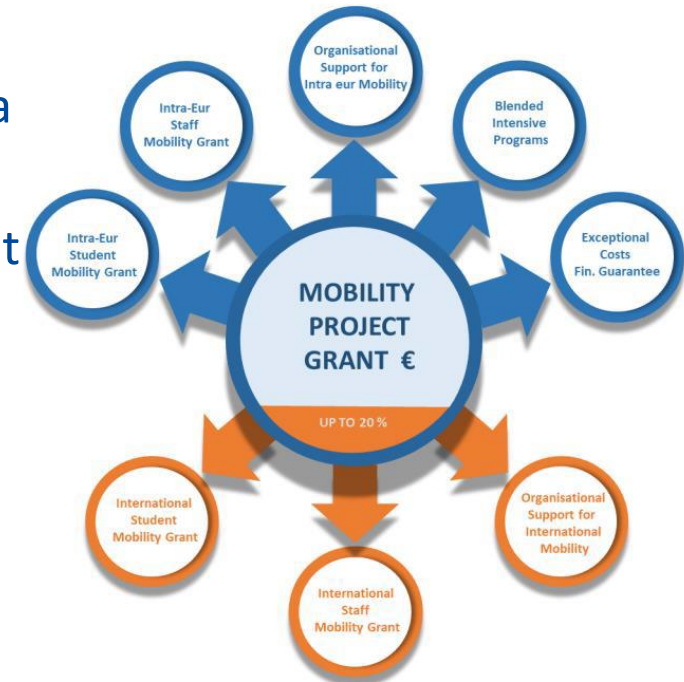 a
t
Organisational
Support for
Intra eur Mobility
Intra-Eur
Staff
Mobility Grant
Blended
Intensive
Programs
Intra-Eur
Student
Mobility Grant
Exceptional
Costs
Fin. Guarantee
MOBILITY
PROJECT
GRANT €
UP TO 20 %
International
Student
Mobility Grant
Organisational
Support for
International
Mobility
International
Staff
Mobility Grant